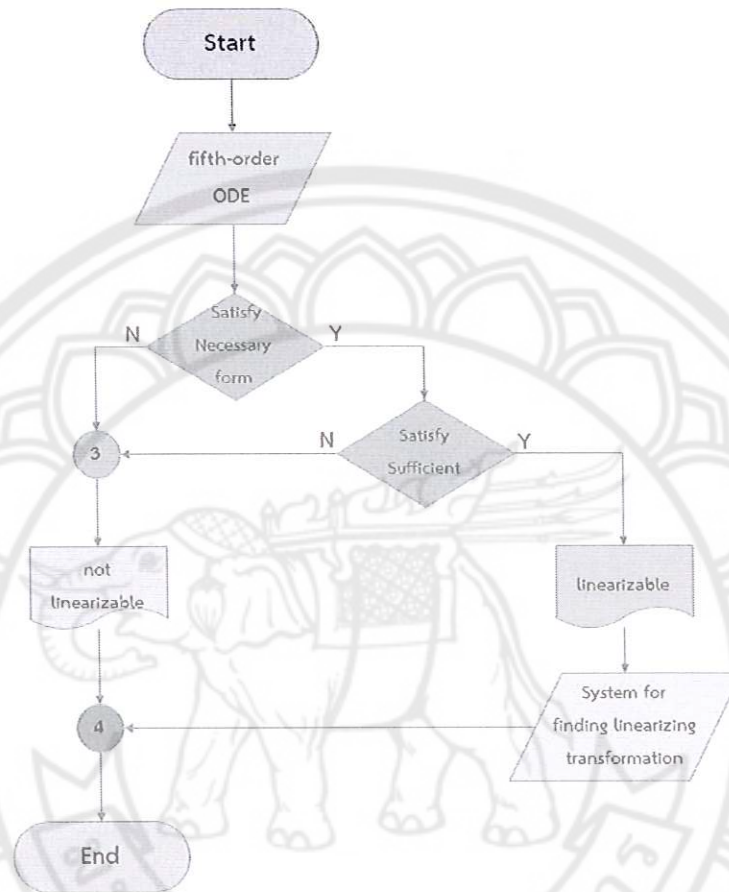 Start
fifth-order
ODE
Satisfy
Necessary
form
N
Y
Satisfy
Sufficient
N
Y
3
not
linearizable
linearizable
System for
finding linearizing
transformation
4
End